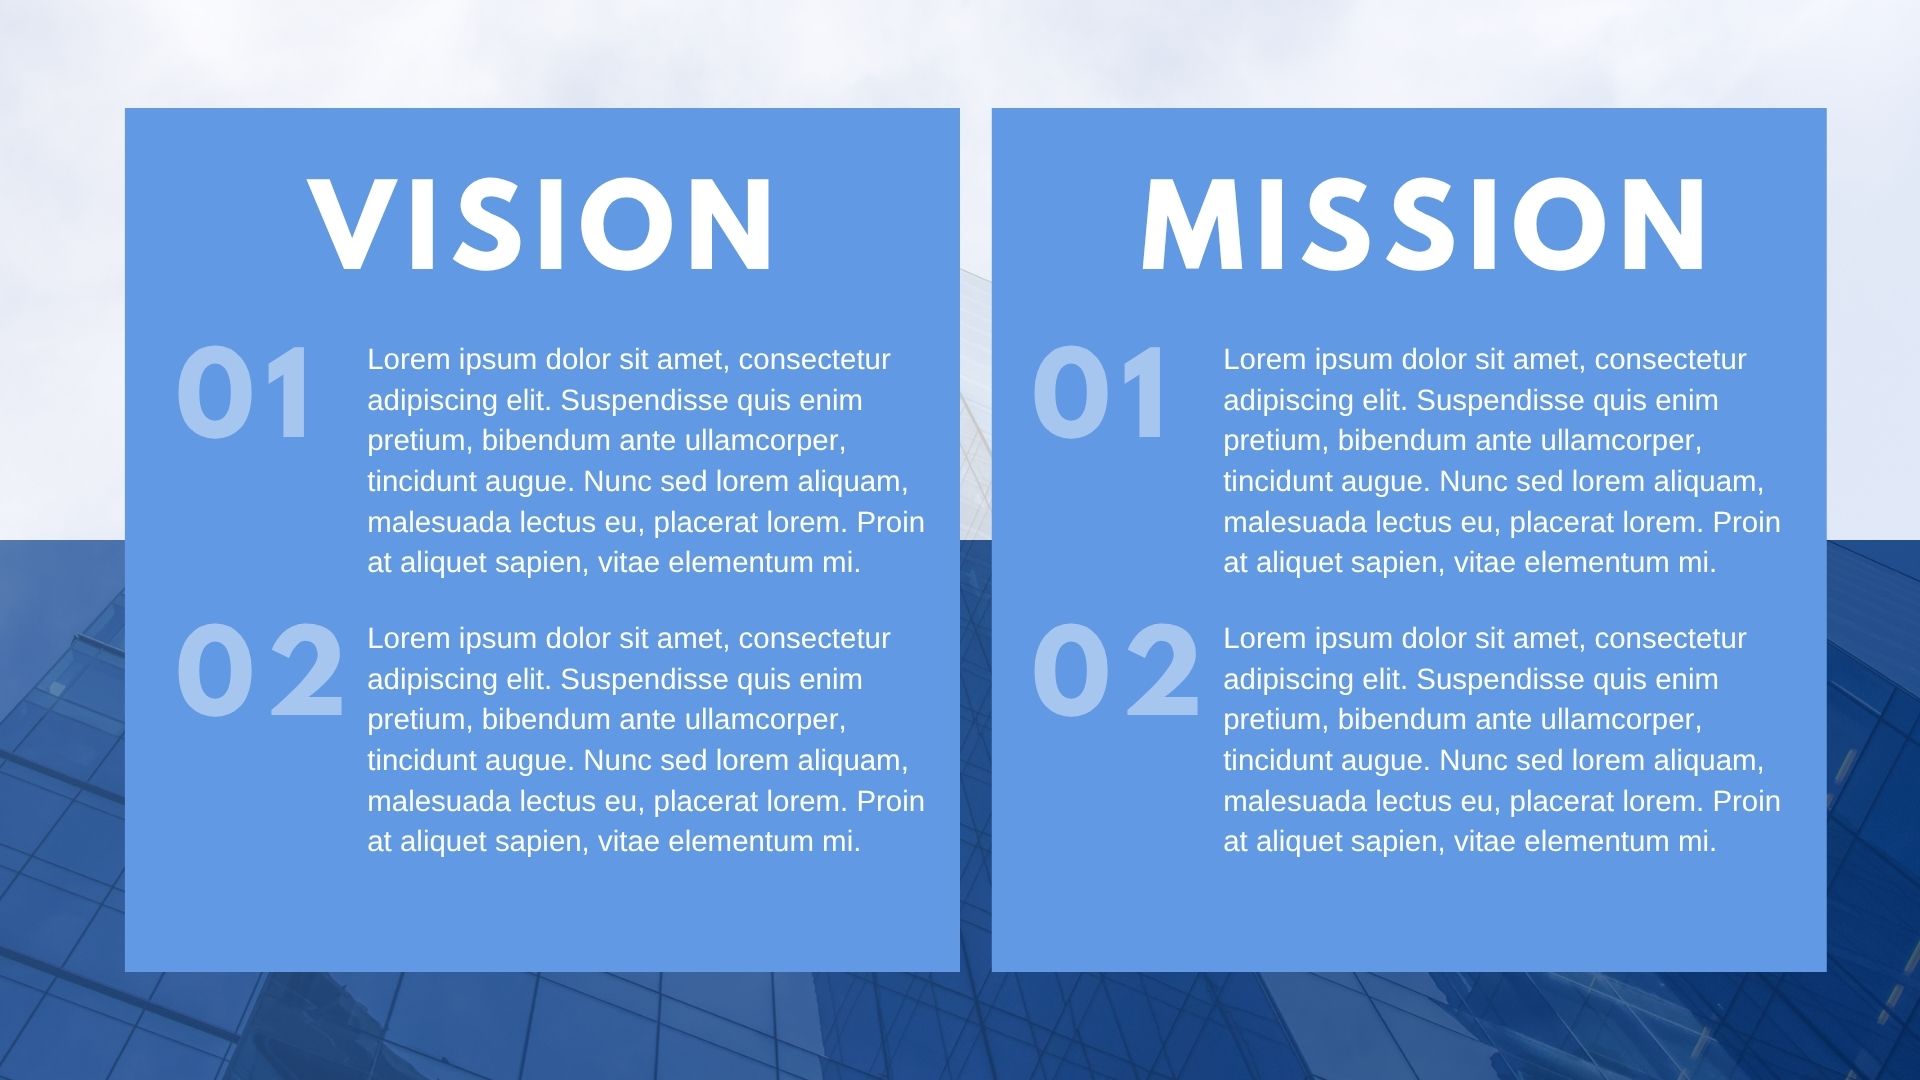 VISION
01
Lorem ipsum dolor sit amet, consectetur
adipiscing elit. Suspendisse quis enim
pretium, bibendum ante ullamcorper,
tincidunt augue. Nunc sed lorem aliquam,
malesuada lectus eu, placerat lorem. Proin
at aliquet sapien, vitae elementum mi.
02
Lorem ipsum dolor sit amet, consectetur
adipiscing elit. Suspendisse quis enim
pretium, bibendum ante ullamcorper,
tincidunt augue. Nunc sed lorem aliquam,
malesuada lectus eu, placerat lorem. Proin
at aliquet sapien, vitae elementum mi.
MISSION
01
Lorem ipsum dolor sit amet, consectetur
adipiscing elit. Suspendisse quis enim
pretium, bibendum ante ullamcorper,
tincidunt augue. Nunc sed lorem aliquam,
malesuada lectus eu, placerat lorem. Proin
at aliquet sapien, vitae elementum mi.
02
Lorem ipsum dolor sit amet, consectetur
adipiscing elit. Suspendisse quis enim
pretium, bibendum ante ullamcorper,
tincidunt augue. Nunc sed lorem aliquam,
malesuada lectus eu, placerat lorem. Proin
at aliquet sapien, vitae elementum mi.